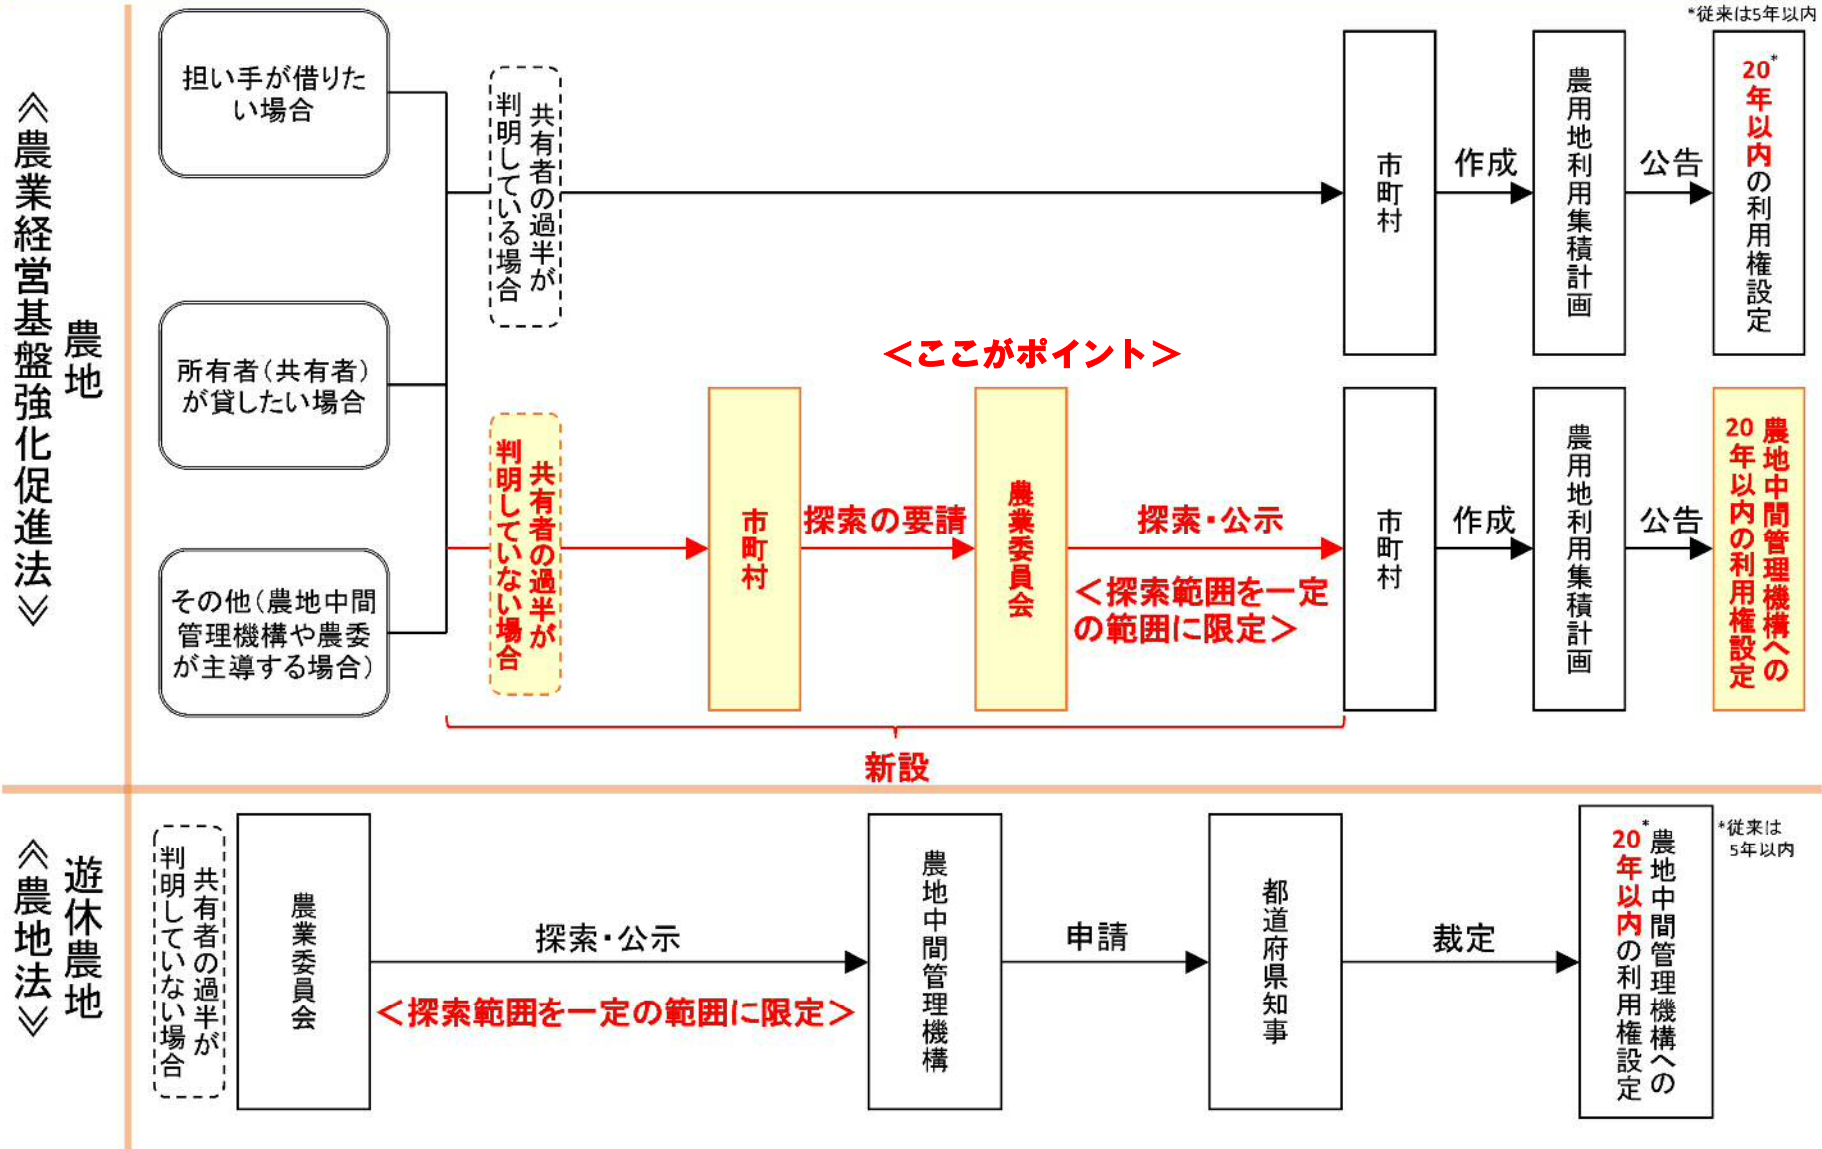 *従来は5年以内
農地
≪農業経営基盤強化促進法≫
担い手が借りた
い場合
所有者(共有者)
が貸したい場合
その他(農地中間
管理機構や農委
が主導する場合)
共有者の過半が
判明している場合
市町村
作成
農用地利用集積計画
公告
20*年以内の利用権設定
<ここがポイント>
共有者の過半が
判明していない場合
市町村
探索の要請
農業委員会
探索・公示
<探索範囲を一定
の範囲に限定>
市町村
作成
農用地利用集積計画
公告
農地中間管理機構への
20年以内の利用権設定
新設
遊休農地
≪農地法≫
共有者の過半が
判明していない場合
農業委員会
探索・公示
<探索範囲を一定の範囲に限定>
農地中間管理機構
申請
都道府県知事
裁定
農地中間管理機構への
20*年以内の利用権設定
*従来は
5年以内